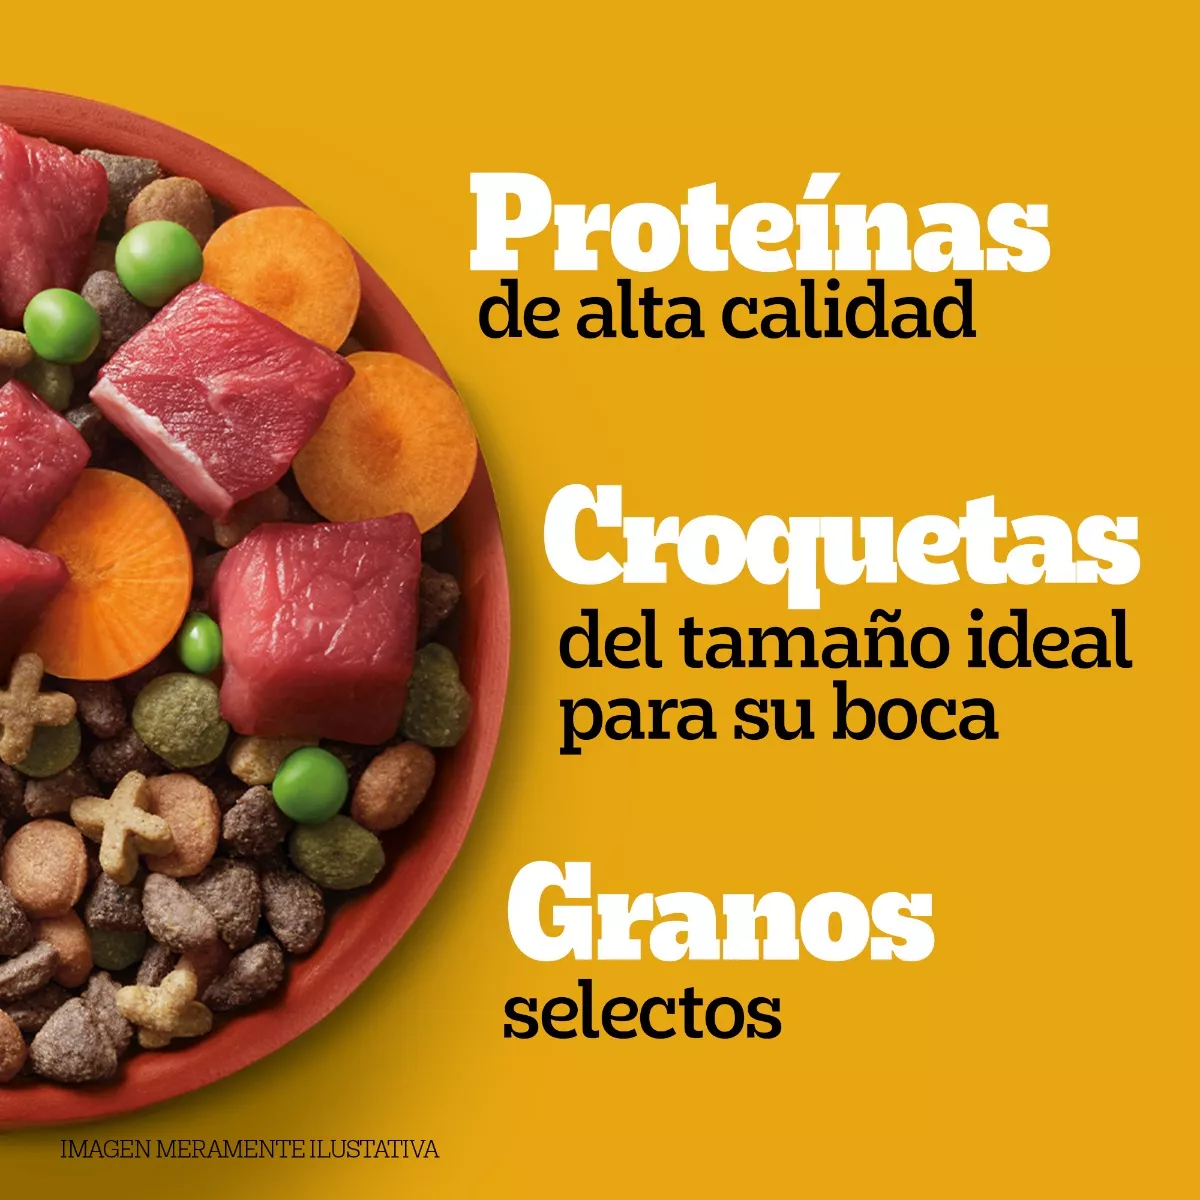 Proteínas
de alta calidad
Croquetas
del tamaño ideal
para su boca
Granos
selectos
IMAGEN MERAMENTE ILUSTATIVA